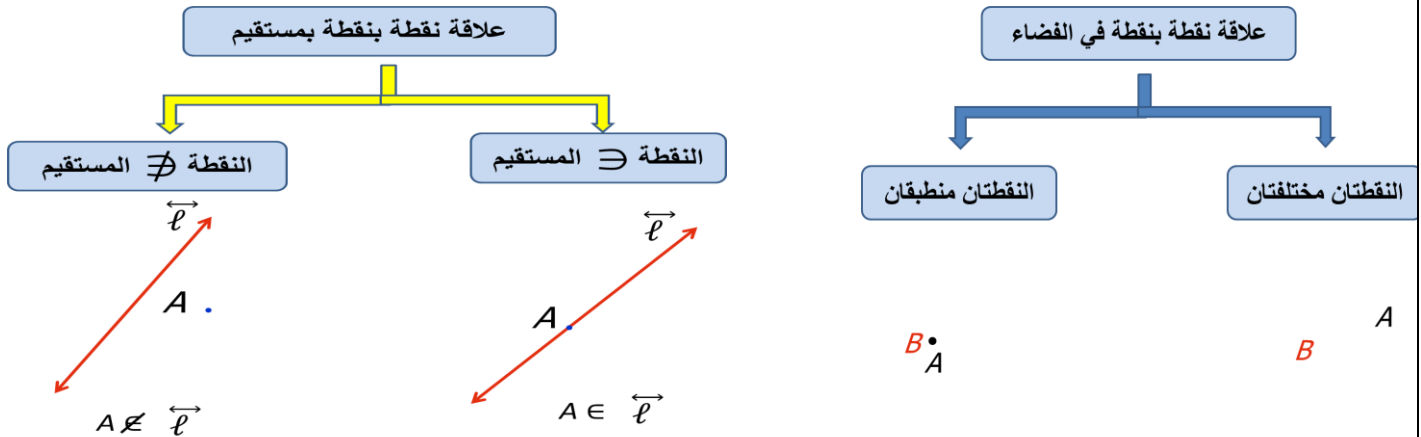 علاقة نقطة بنقطة في الفضاء
النقطتان مختلفتان
النقطتان منطبقان
A
B
B
A
علاقة نقطة بنقطة بمستقيم
النقطة ∋ المستقيم
النقطة ∌ المستقيم
ℓ
A
A ∈ ℓ
ℓ
A
A ∉ ℓ